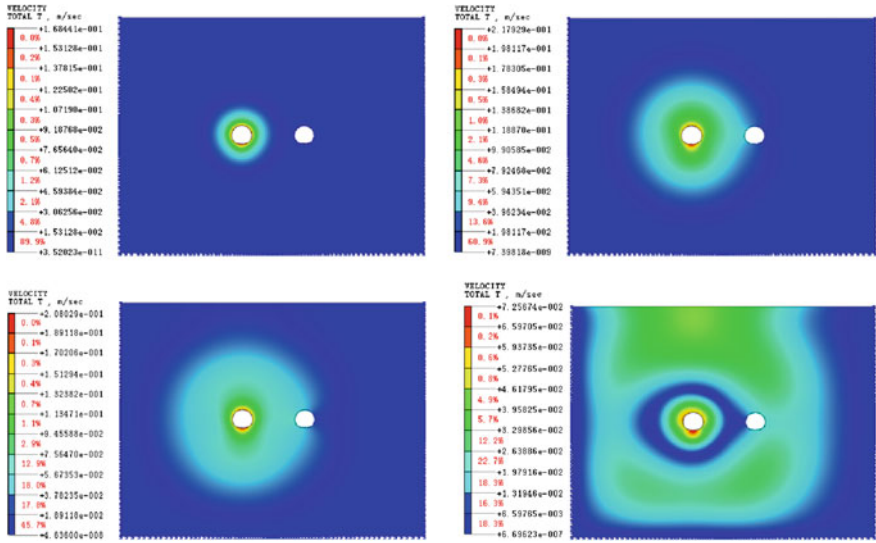 VELOCITY
TOTAL T , m/sec
+1.68441e-001
0.0%
+1.53128e-001
0.2%
+1.37815e-001
0.1%
+1.22502e-001
0.4%
+1.07190e-001
0.3%
+9.18768e-002
0.5%
+7.65640e-002
0.7%
+6.12512e-002
1.2%
+4.59384e-002
2.1%
+3.06256e-002
4.8%
+1.53128e-002
89.9%
+3.52023e-011
VELOCITY
TOTAL T , m/sec
+2.17929e-001
0.0%
+1.98117e-001
0.1%
+1.78305e-001
0.3%
+1.58494e-001
0.5%
+1.38682e-001
1.0%
+1.18870e-001
2.1%
+9.90585e-002
4.6%
+7.92468e-002
7.3%
+5.94351e-002
9.4%
+3.96234e-002
13.6%
+1.98117e-002
60.9%
+7.89818e-009
VELOCITY
TOTAL T , m/sec
+2.08029e-001
0.0%
+1.89118e-001
0.1%
+1.70206e-001
0.3%
+1.51294e-001
0.4%
+1.32382e-001
0.7%
+1.13471e-001
1.1%
+9.45588e-002
2.9%
+7.56470e-002
12.9%
+5.67353e-002
18.0%
+3.78235e-002
17.8%
+1.89118e-002
45.7%
+4.83600e-008
VELOCITY
TOTAL T , m/sec
+7.25674e-002
0.1%
+6.59705e-002
0.2%
+5.93735e-002
0.6%
+5.27765e-002
0.8%
+4.61795e-002
4.9%
+3.95825e-002
5.7%
+3.29856e-002
12.2%
+2.63886e-002
22.7%
+1.97916e-002
18.3%
+1.31946e-002
16.3%
+6.59765e-003
18.3%
+6.69623e-007